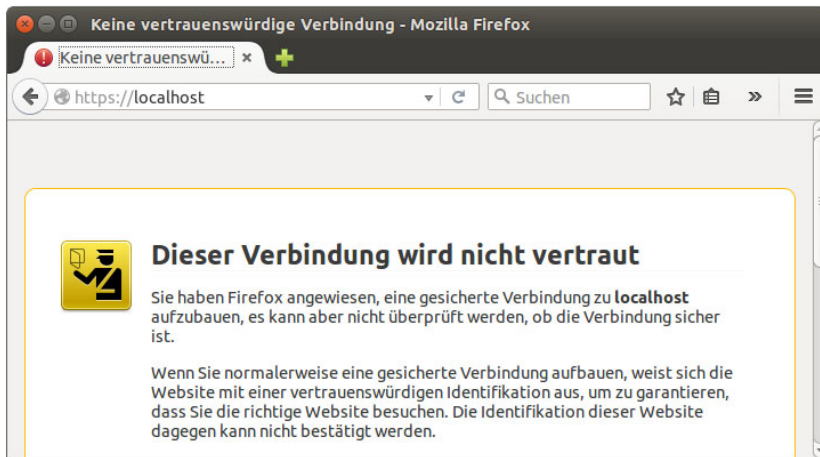 Keine vertrauenswürdige Verbindung - Mozilla Firefox
Keine vertrauenswü...
https://localhost
Suchen
Dieser Verbindung wird nicht vertraut
Sie haben Firefox angewiesen, eine gesicherte Verbindung zu localhost
aufzubauen, es kann aber nicht überprüft werden, ob die Verbindung sicher
ist.
Wenn Sie normalerweise eine gesicherte Verbindung aufbauen, weist sich die
Website mit einer vertrauenswürdigen Identifikation aus, um zu garantieren,
dass Sie die richtige Website besuchen. Die Identifikation dieser Website
dagegen kann nicht bestätigt werden.